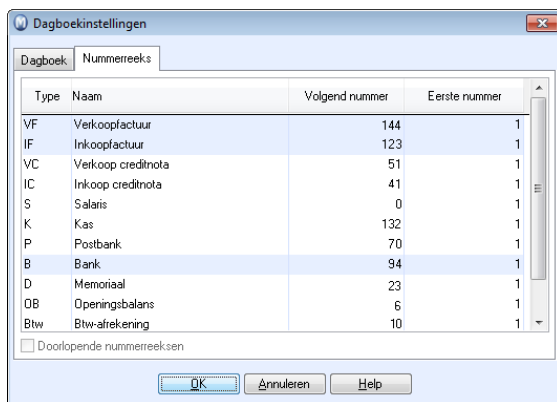 Dagboekinstellingen
Dagboek Nummerreeks
Type Naam Volgend nummer Eerste nummer
VF Verkoopfactuur 144 1
IF Inkoopfactuur 123 1
VC Verkoop creditnota 51 1
IC Inkoop creditnota 41 1
S Salaris 0 1
K Kas 132 1
P Postbank 70 1
B Bank 94 1
D Memoriaal 23 1
OB Openingsbalans 6 1
Btw Btw-afrekening 10 1
Doorlopende nummerreeksen
OK Annuleren Help